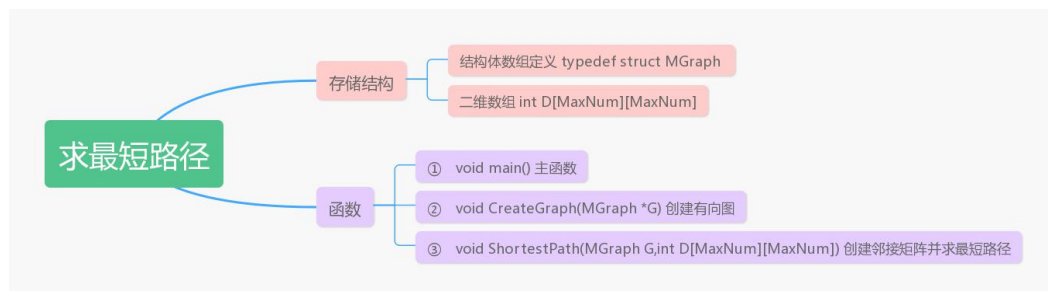 求最短路径
存储结构
结构体数组定义 typedef struct MGraph
二维数组 int D[MaxNum][MaxNum]
函数
① void main() 主函数
② void CreateGraph(MGraph *G) 创建有向图
③ void ShortestPath(MGraph G,int D[MaxNum][MaxNum]) 创建邻接矩阵并求最短路径